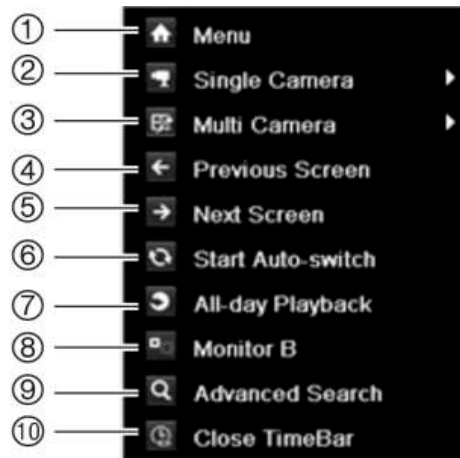 ① Menu
② Single Camera
③ Multi Camera
④ Previous Screen
⑤ Next Screen
⑥ Start Auto-switch
⑦ All-day Playback
⑧ Monitor B
⑨ Advanced Search
⑩ Close TimeBar